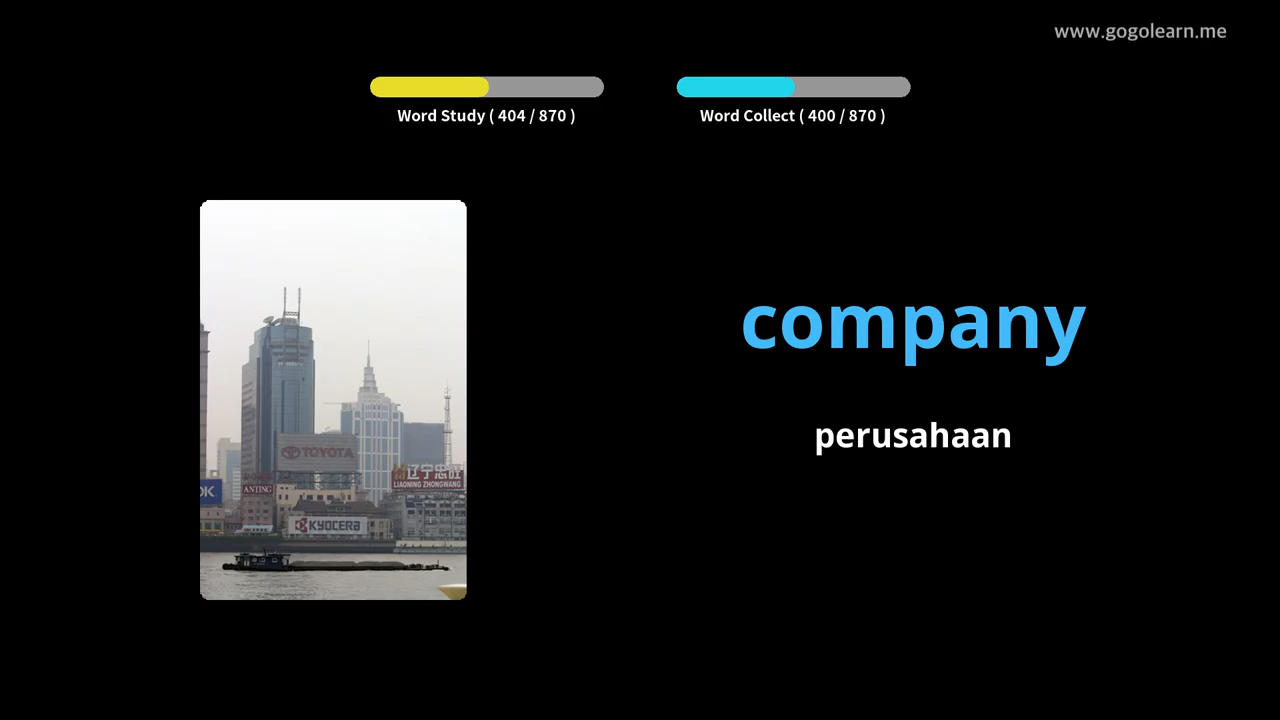 www.gogolearn.me
Word Study ( 404 / 870 )
Word Collect ( 400 / 870 )
company
perusahaan
TOYOTA
辽宁忠旺
LIAONING ZHONGWANG
OK
ANTING
KYOCERA